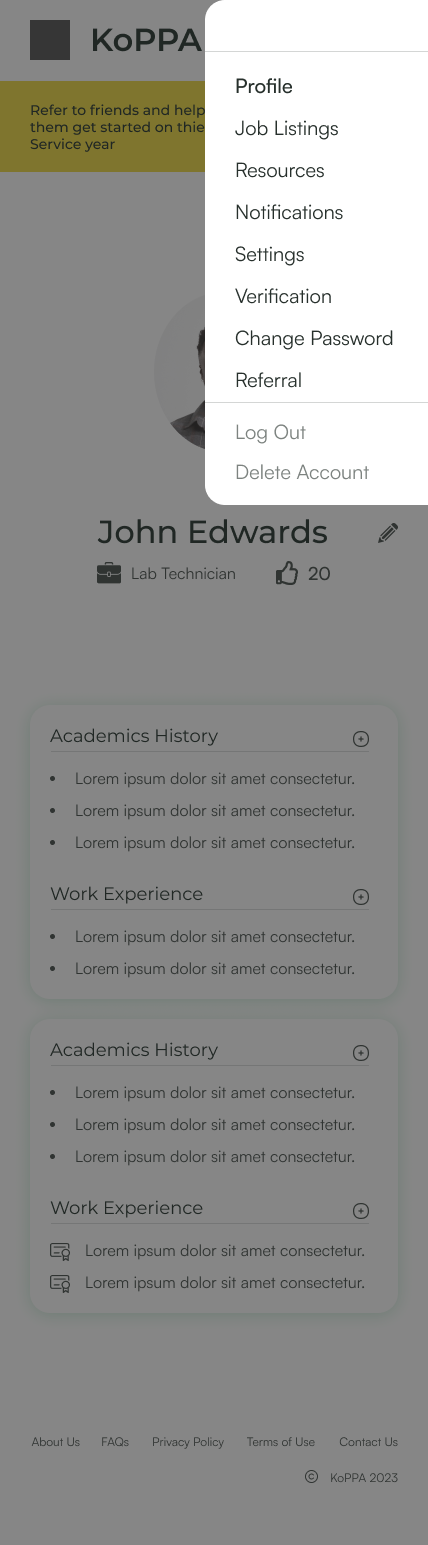 KoPPA
Refer to friends and help
them get started on thie
Service year
Profile
Job Listings
Resources
Notifications
Settings
Verification
Change Password
Referral
Log Out
Delete Account
John Edwards
Lab Technician
20
Academics History
Lorem ipsum dolor sit amet consectetur.
Lorem ipsum dolor sit amet consectetur.
Lorem ipsum dolor sit amet consectetur.
Work Experience
Lorem ipsum dolor sit amet consectetur.
Lorem ipsum dolor sit amet consectetur.
Academics History
Lorem ipsum dolor sit amet consectetur.
Lorem ipsum dolor sit amet consectetur.
Lorem ipsum dolor sit amet consectetur.
Work Experience
Lorem ipsum dolor sit amet consectetur.
Lorem ipsum dolor sit amet consectetur.
About Us FAQs Privacy Policy Terms of Use Contact Us
© KoPPA 2023